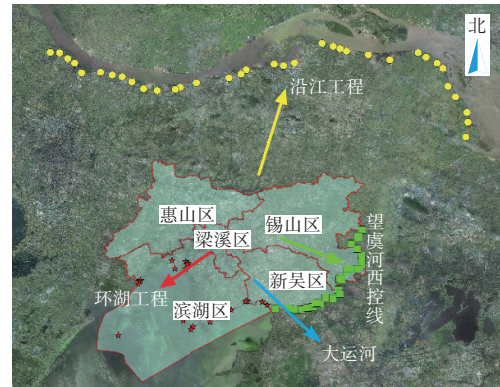 北
沿江工程
惠山区
锡山区
梁溪区
望虞河西控线
新吴区
环湖工程
滨湖区
大运河